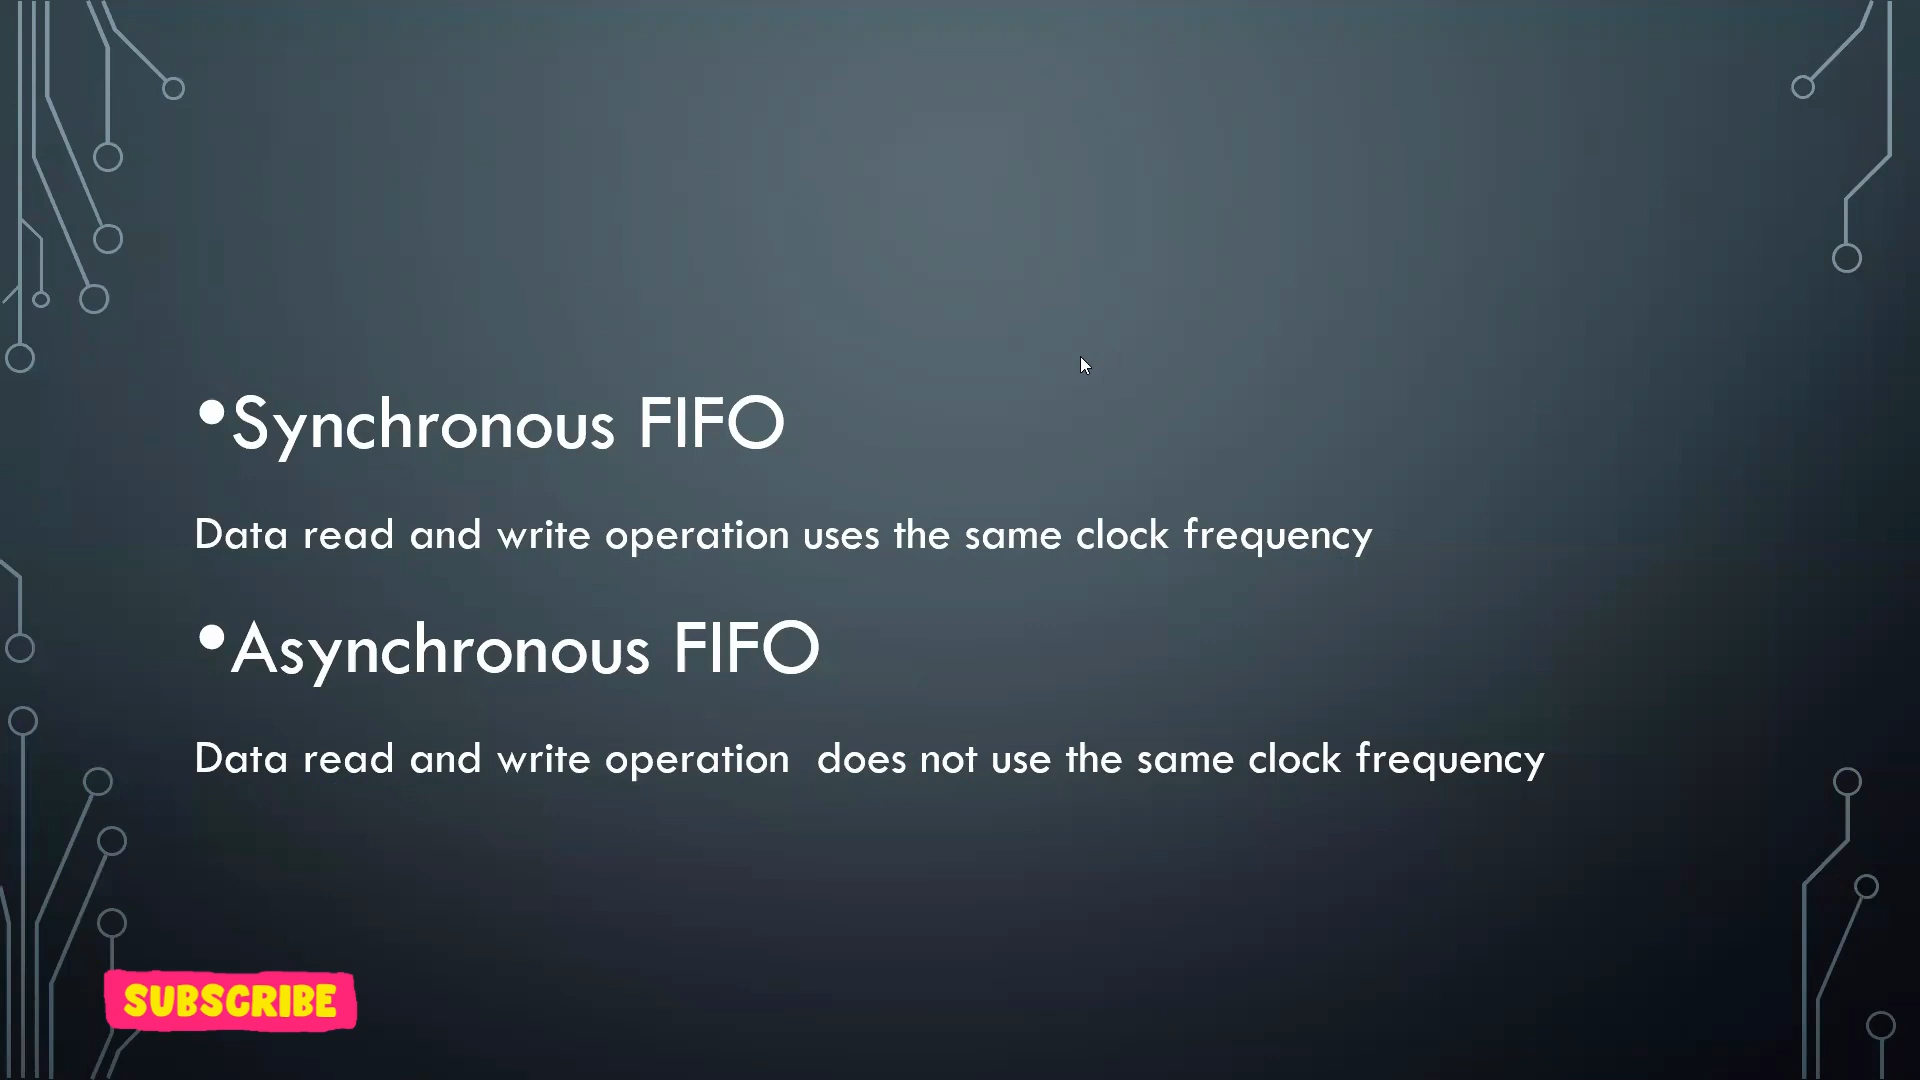 •Synchronous FIFO
Data read and write operation uses the same clock frequency
•Asynchronous FIFO
Data read and write operation  does not use the same clock frequency
SUBSCRIBE